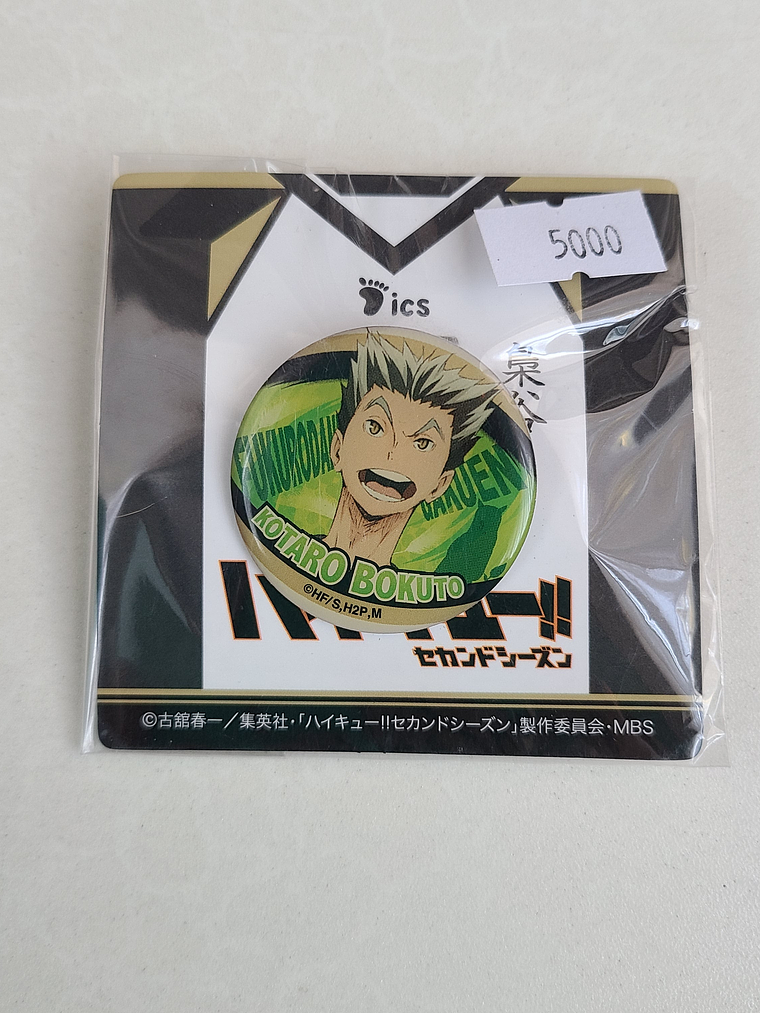 5000
ics
梟谷
FUKURODANI
GAKUEN
KOTARO BOKUTO
©HF/S,H2P,M
ハイキュー!!
セカンドシーズン
©古舘春一/集英社・「ハイキュー!!セカンドシーズン」製作委員会・MBS